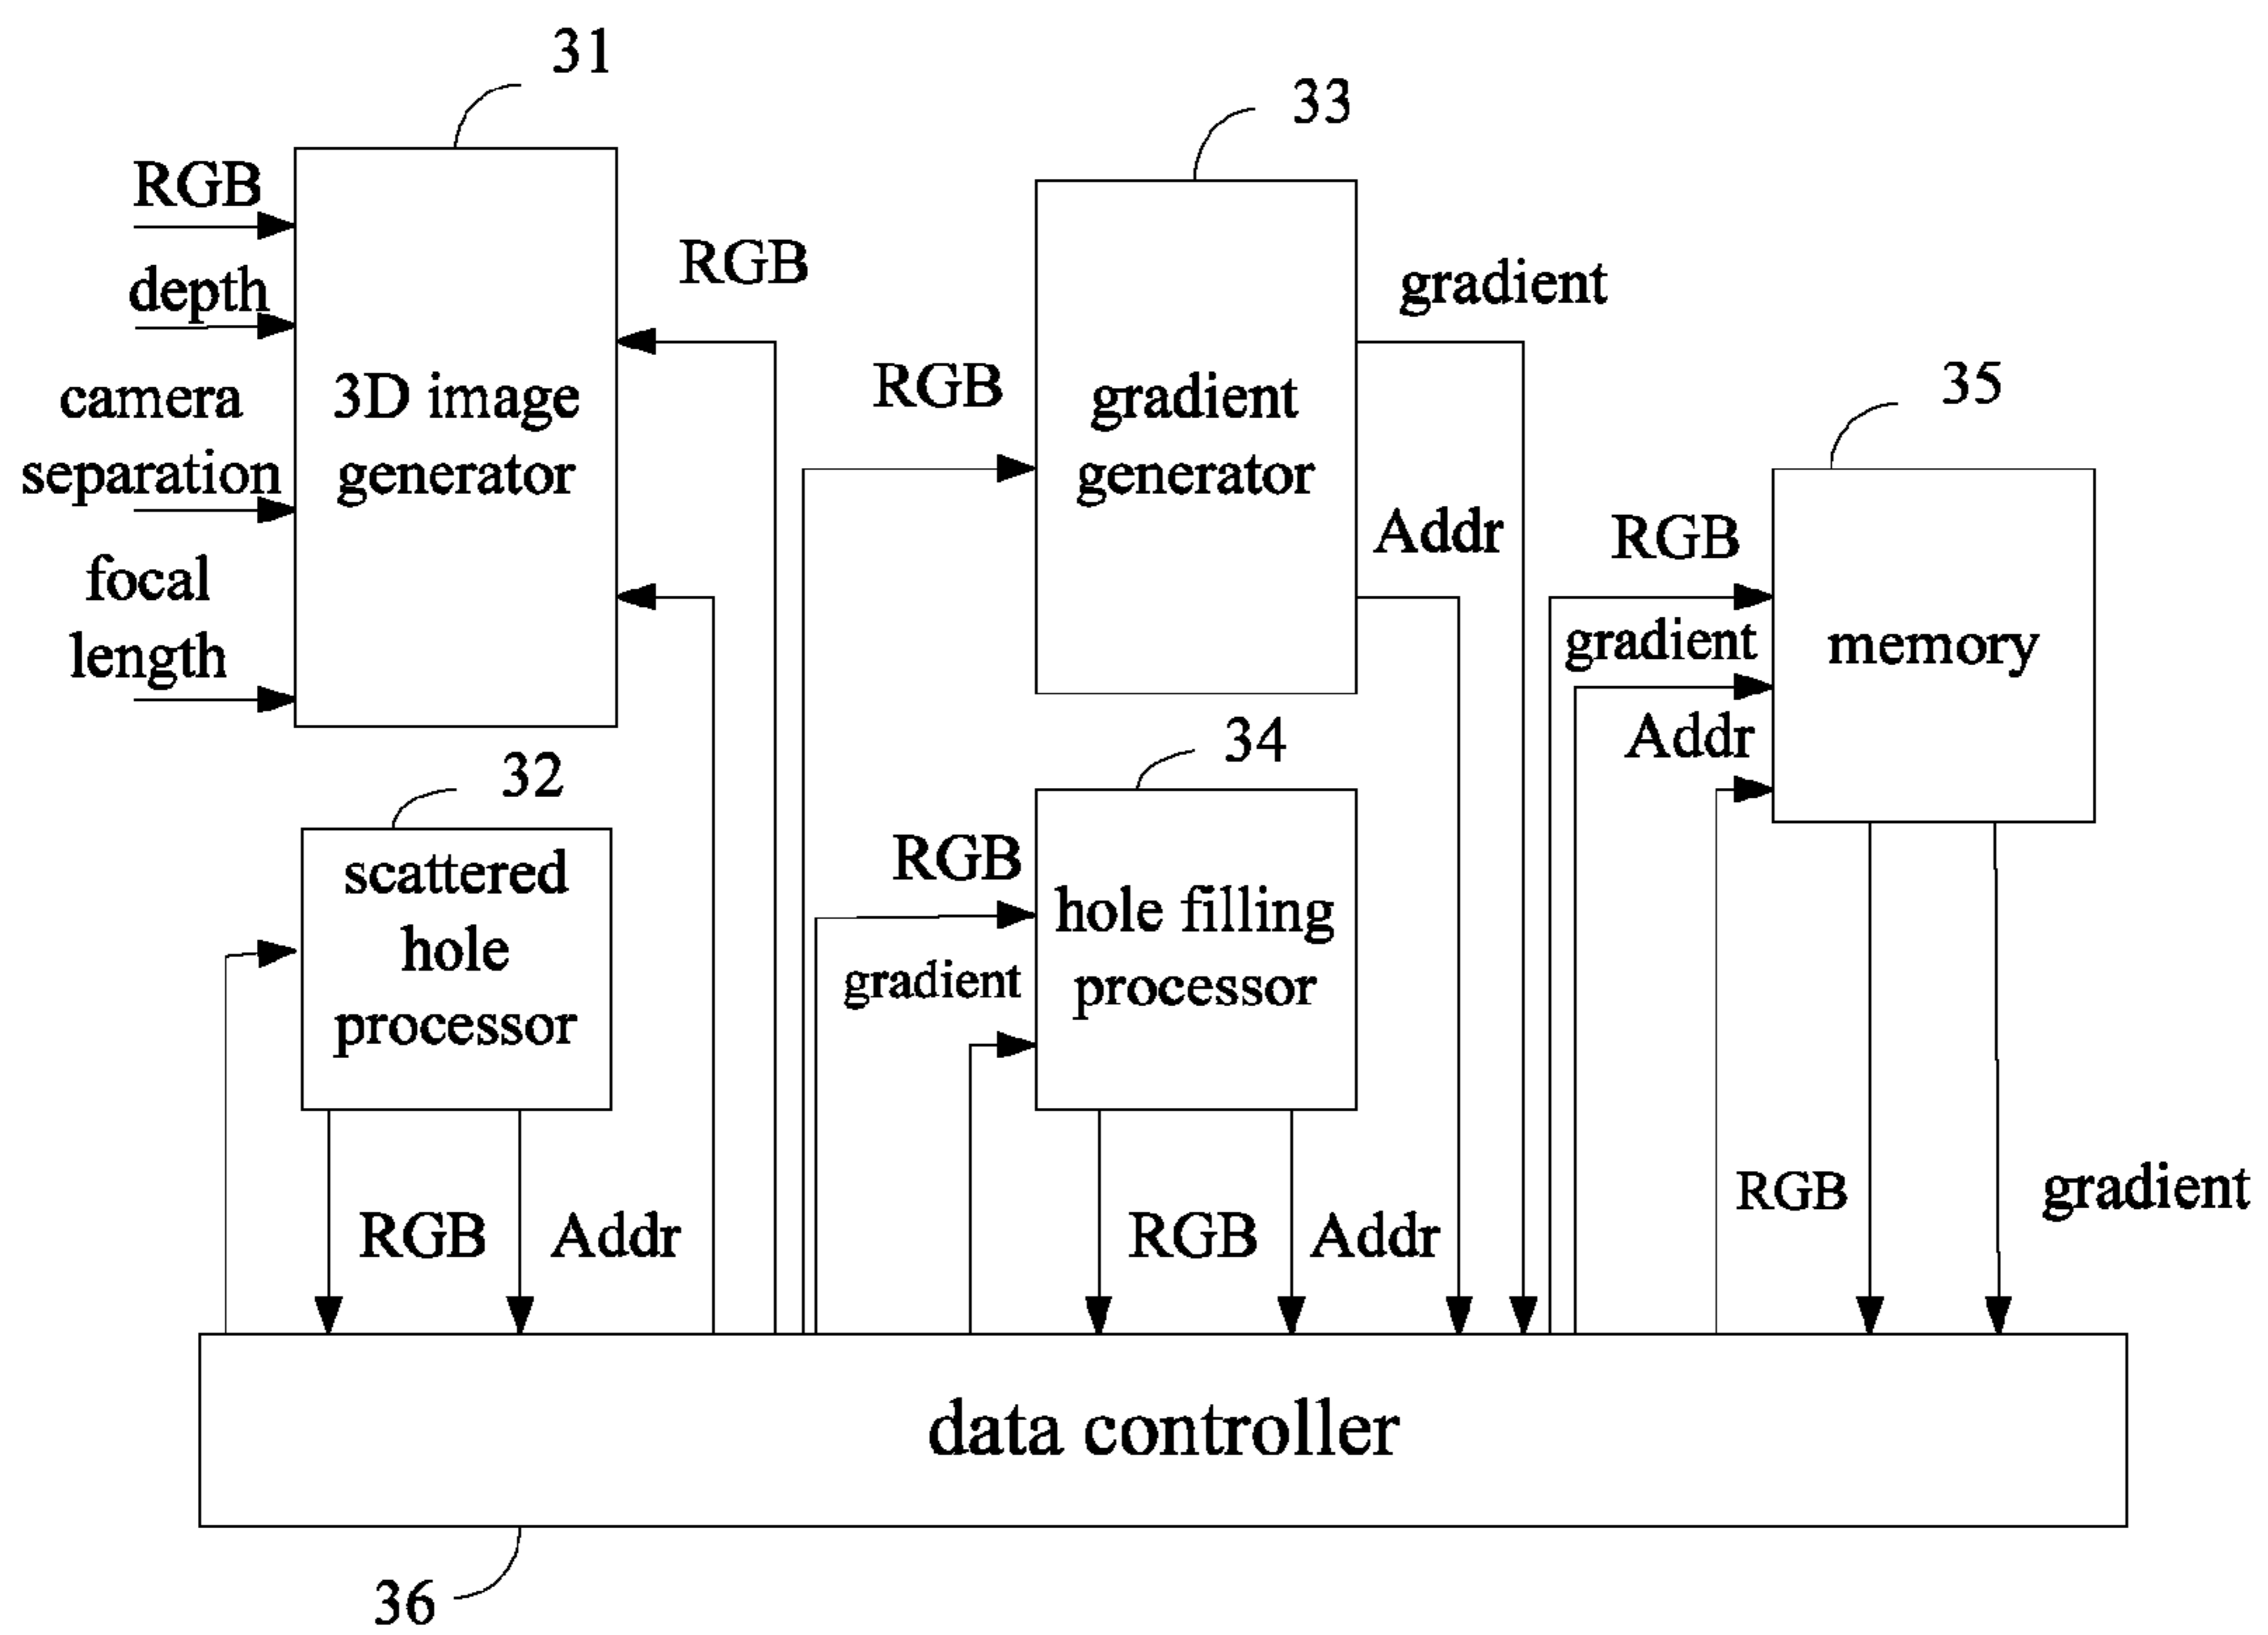 31
33
RGB
depth
camera
separation
focal
length
3D image
generator
RGB
RGB
gradient
generator
gradient
Addr
35
RGB
gradient
Addr
memory
32
scattered
hole
processor
34
RGB
gradient
hole filling
processor
RGB
Addr
RGB
Addr
RGB
gradient
data controller
36